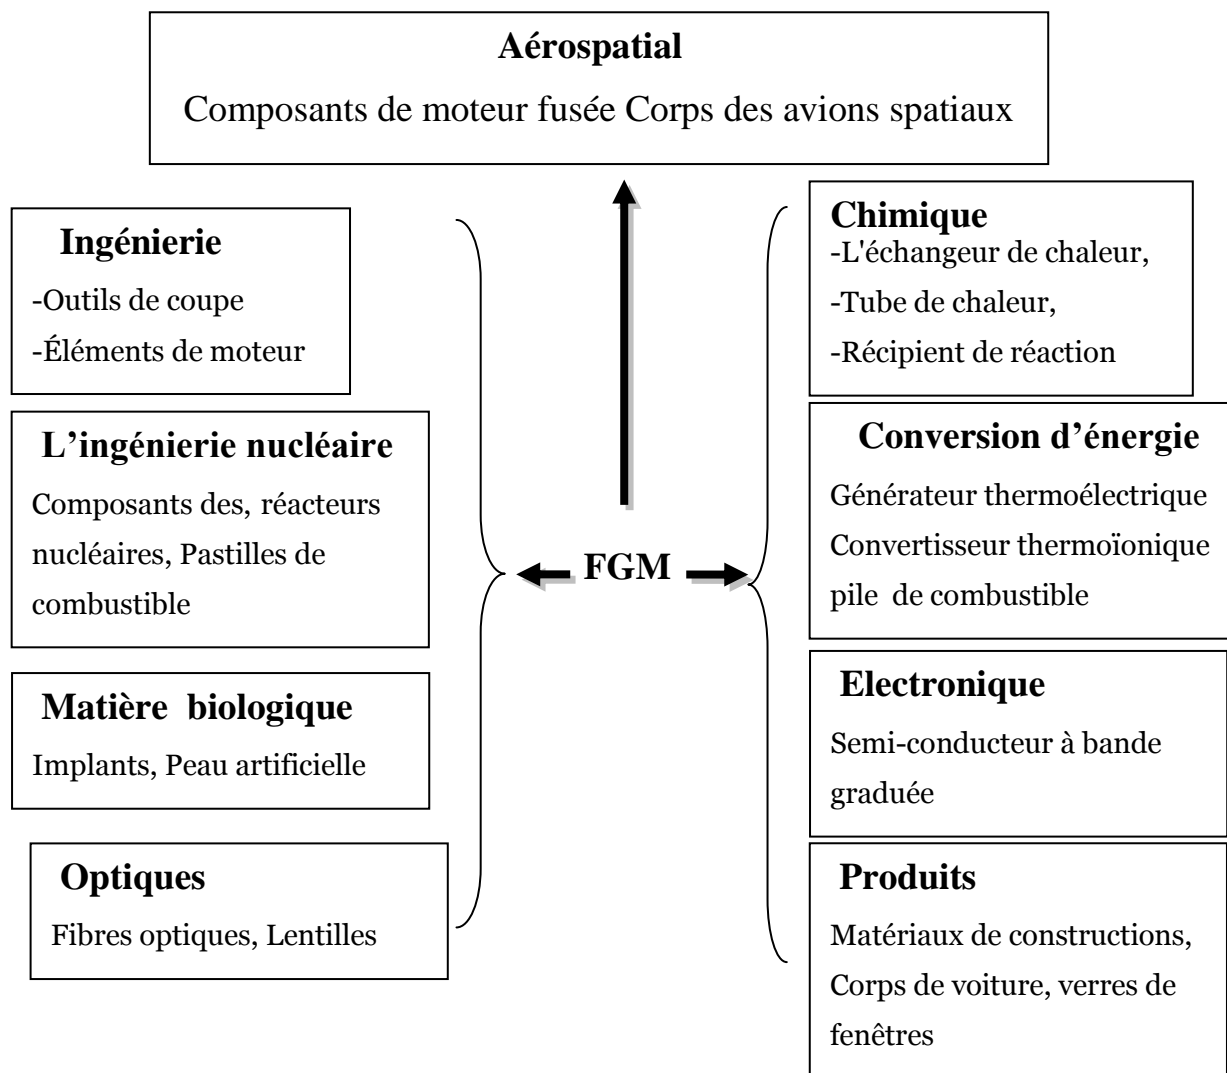 Aérospatial
Composants de moteur fusée Corps des avions spatiaux
Ingénierie
-Outils de coupe
-Éléments de moteur
L’ingénierie nucléaire
Composants des, réacteurs
nucléaires, Pastilles de
combustible
Matière biologique
Implants, Peau artificielle
Optiques
Fibres optiques, Lentilles
FGM
Chimique
-L'échangeur de chaleur,
-Tube de chaleur,
-Récipient de réaction
Conversion d’énergie
Générateur thermoélectrique
Convertisseur thermoïonique
pile de combustible
Electronique
Semi-conducteur à bande
graduée
Produits
Matériaux de constructions,
Corps de voiture, verres de
fenêtres